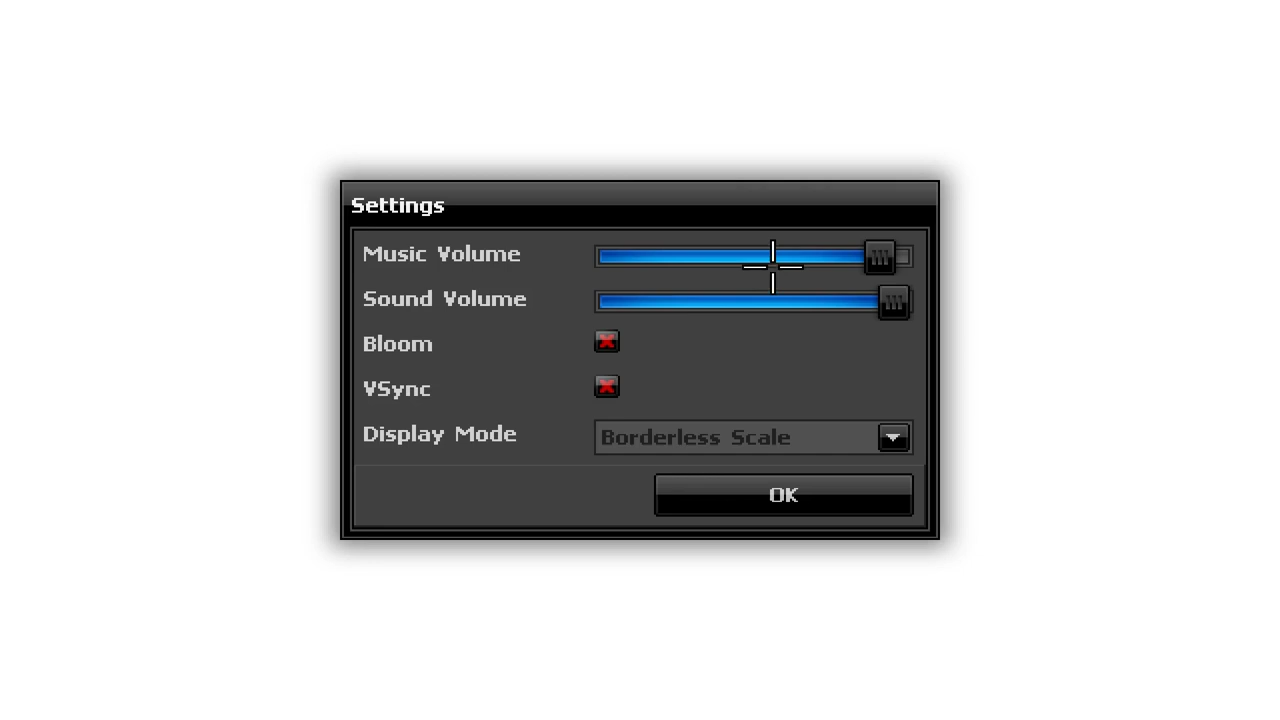 Settings
Music Volume
Sound Volume
Bloom
VSync
Display Mode Borderless Scale
OK